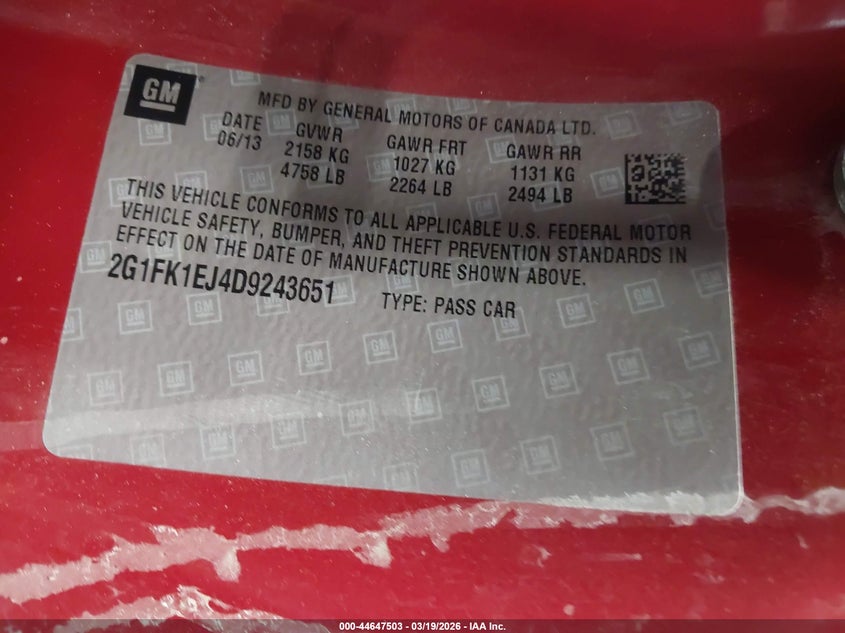 GM
MFD BY GENERAL MOTORS OF CANADA LTD.
DATE GVWR GAWR FRT GAWR RR
06/13 2158 KG 1027 KG 1131 KG
4758 LB 2264 LB 2494 LB
THIS VEHICLE CONFORMS TO ALL APPLICABLE U.S. FEDERAL MOTOR
VEHICLE SAFETY, BUMPER, AND THEFT PREVENTION STANDARDS IN
EFFECT ON THE DATE OF MANUFACTURE SHOWN ABOVE.
2G1FK1EJ4D9243651 TYPE: PASS CAR
000-44647503 | 03/19/2026 | IAA Inc.